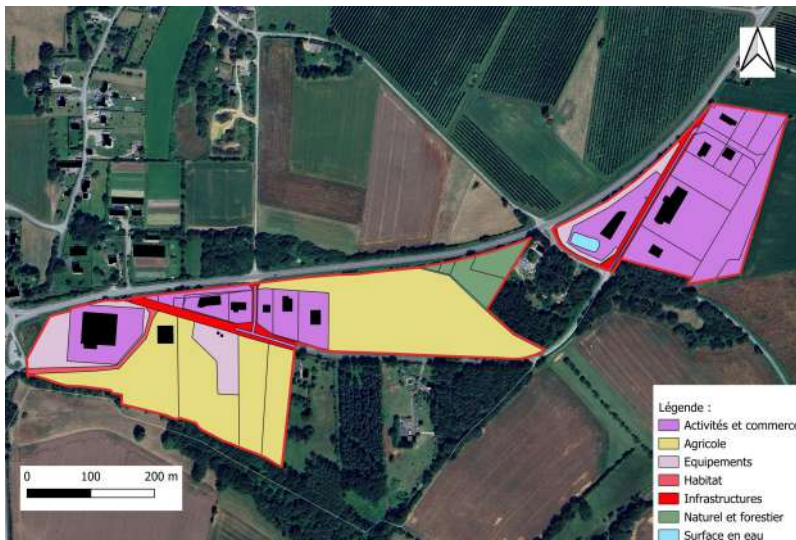 0 100 200 m
Légende :
Activités et commerce
Agricole
Equipements
Habitat
Infrastructures
Naturel et forestier
Surface en eau